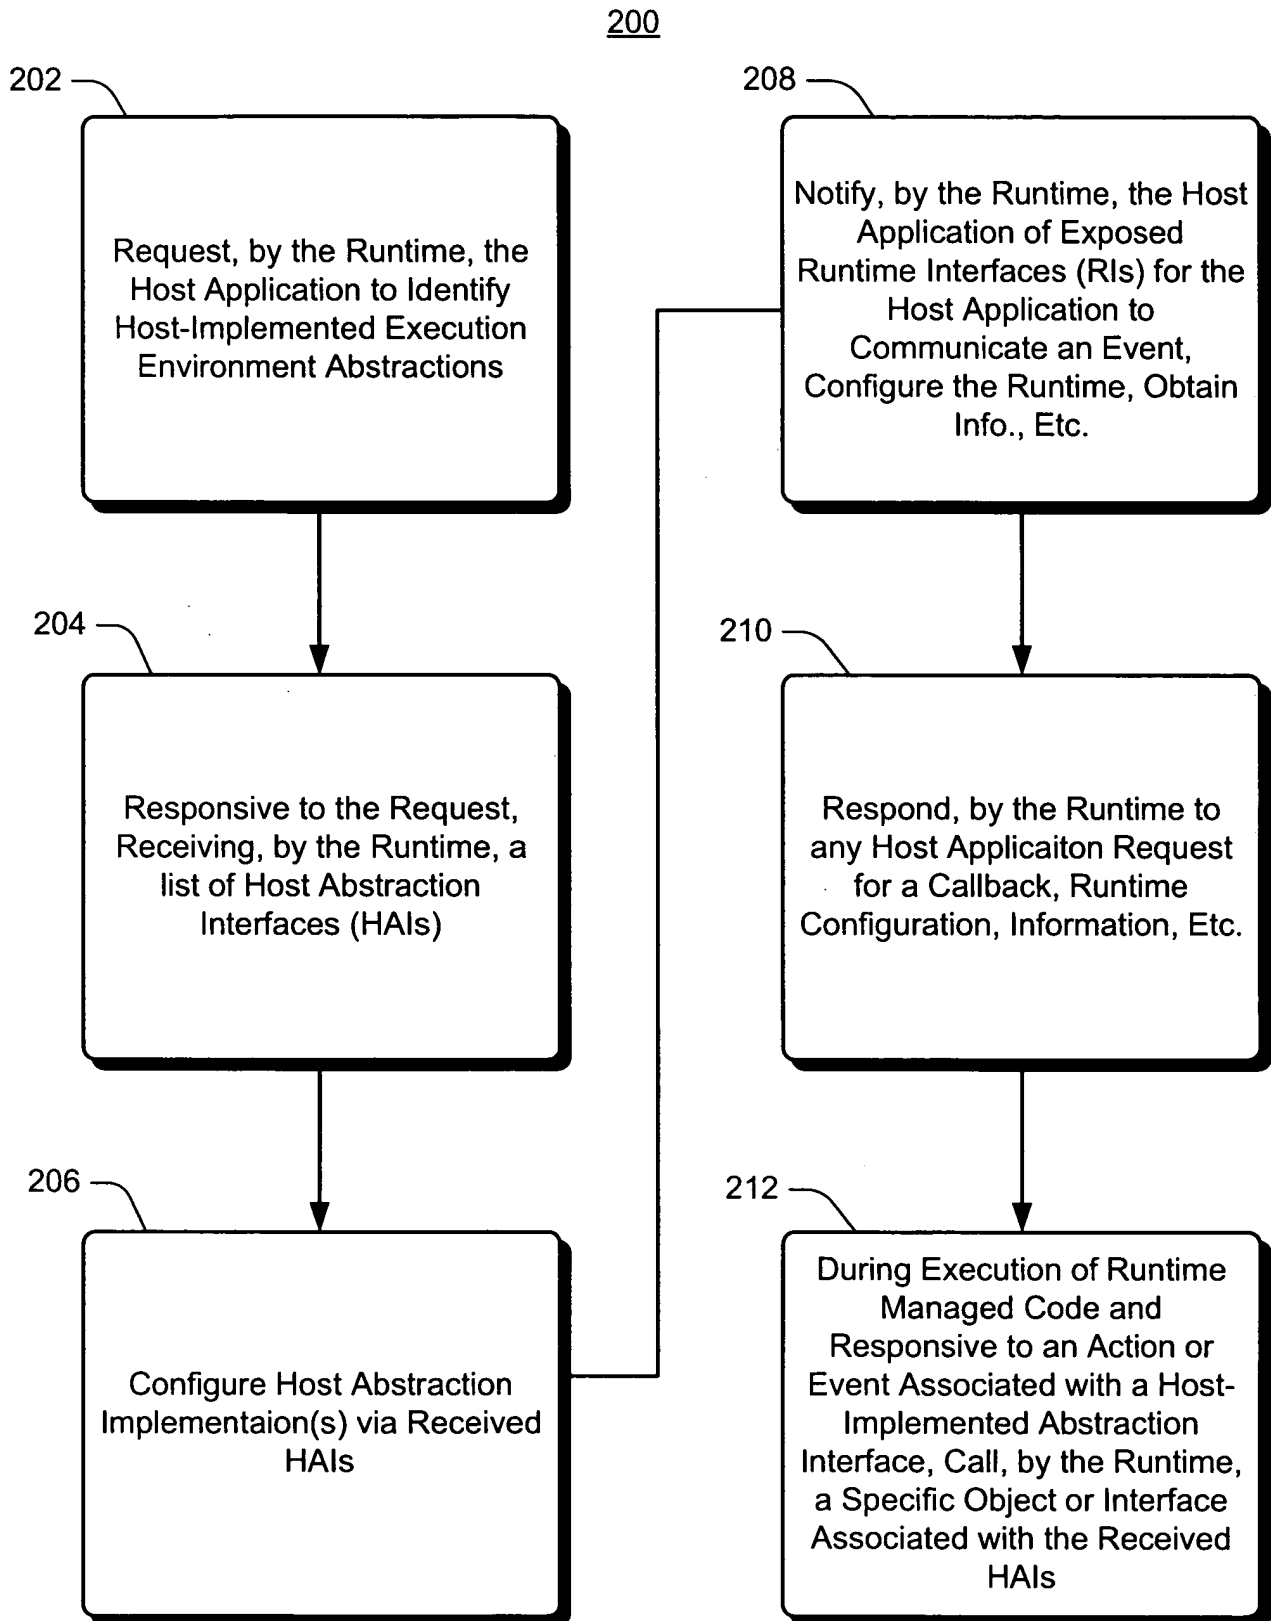 200
202
Request, by the Runtime, the
Host Application to Identify
Host-Implemented Execution
Environment Abstractions
204
Responsive to the Request,
Receiving, by the Runtime, a
list of Host Abstraction
Interfaces (HAIs)
206
Configure Host Abstraction
Implementaion(s) via Received
HAIs
208
Notify, by the Runtime, the Host
Application of Exposed
Runtime Interfaces (RIs) for the
Host Application to
Communicate an Event,
Configure the Runtime, Obtain
Info., Etc.
210
Respond, by the Runtime to
any Host Applicaiton Request
for a Callback, Runtime
Configuration, Information, Etc.
212
During Execution of Runtime
Managed Code and
Responsive to an Action or
Event Associated with a Host-
Implemented Abstraction
Interface, Call, by the Runtime,
a Specific Object or Interface
Associated with the Received
HAIs